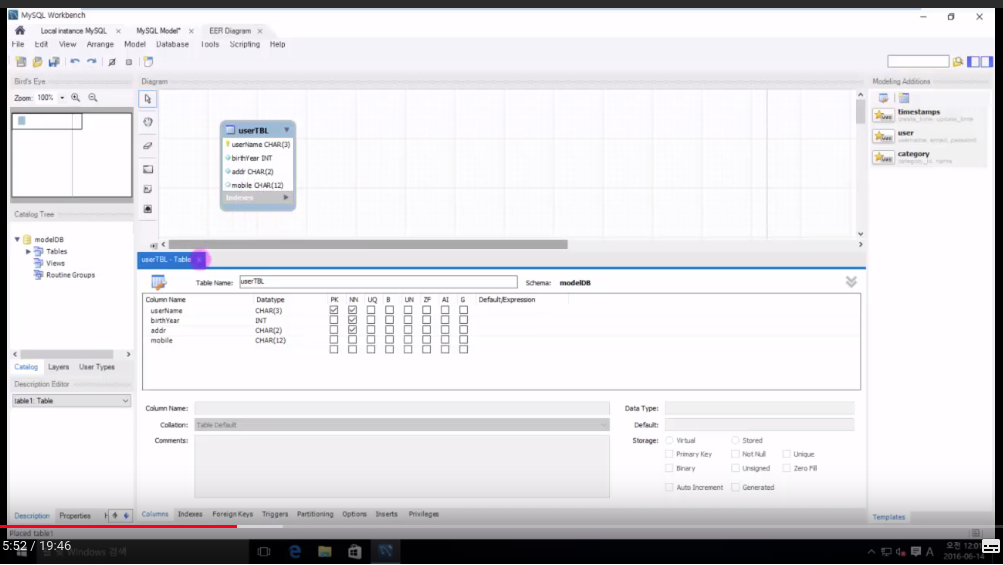 MySQL Workbench
Local instance MySQL × MySQL Model* × EER Diagram ×
File Edit View Arrange Model Database Tools Scripting Help
Bird's Eye
Zoom: 100%
Diagram
Modeling Additions
userTBL
userName CHAR(3)
birthYear INT
addr CHAR(2)
mobile CHAR(12)
Indexes
timestamps
create_time, update_time
user
username, email, password
category
category_id, name
Catalog Tree
modelDB
Tables
Views
Routine Groups
Catalog Layers User Types
Description Editor
table1: Table
Description Properties H
userTBL - Table ×
Table Name: userTBL Schema: modelDB
Column Name Datatype PK NN UQ B UN ZF AI G Default/Expression
userName CHAR(3)
birthYear INT
addr CHAR(2)
mobile CHAR(12)
Column Name: Data Type:
Collation: Table Default Default:
Comments: Storage: Virtual Stored
Primary Key Not Null Unique
Binary Unsigned Zero Fill
Auto Increment Generated
Columns Indexes Foreign Keys Triggers Partitioning Options Inserts Privileges
Templates
Placed table1
5:52 / 19:46
Windows 검색
A
오전 12:01
2016-06-14